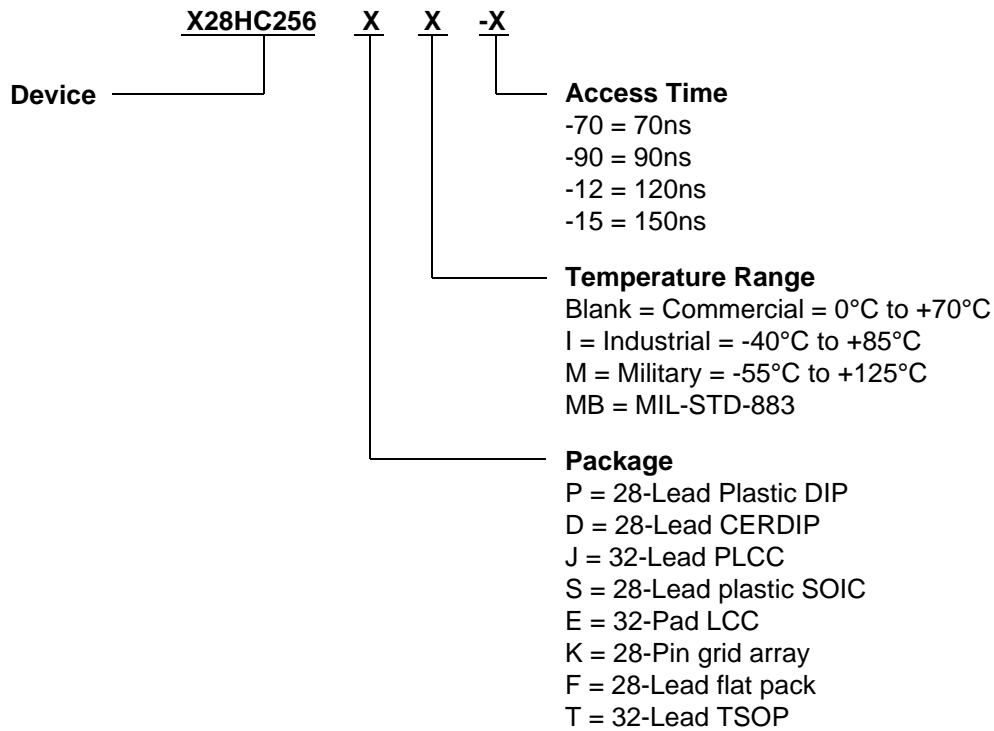 X28HC256 X X -X
Device
Access Time
-70 = 70ns
-90 = 90ns
-12 = 120ns
-15 = 150ns
Temperature Range
Blank = Commercial = 0°C to +70°C
I = Industrial = -40°C to +85°C
M = Military = -55°C to +125°C
MB = MIL-STD-883
Package
P = 28-Lead Plastic DIP
D = 28-Lead CERDIP
J = 32-Lead PLCC
S = 28-Lead plastic SOIC
E = 32-Pad LCC
K = 28-Pin grid array
F = 28-Lead flat pack
T = 32-Lead TSOP